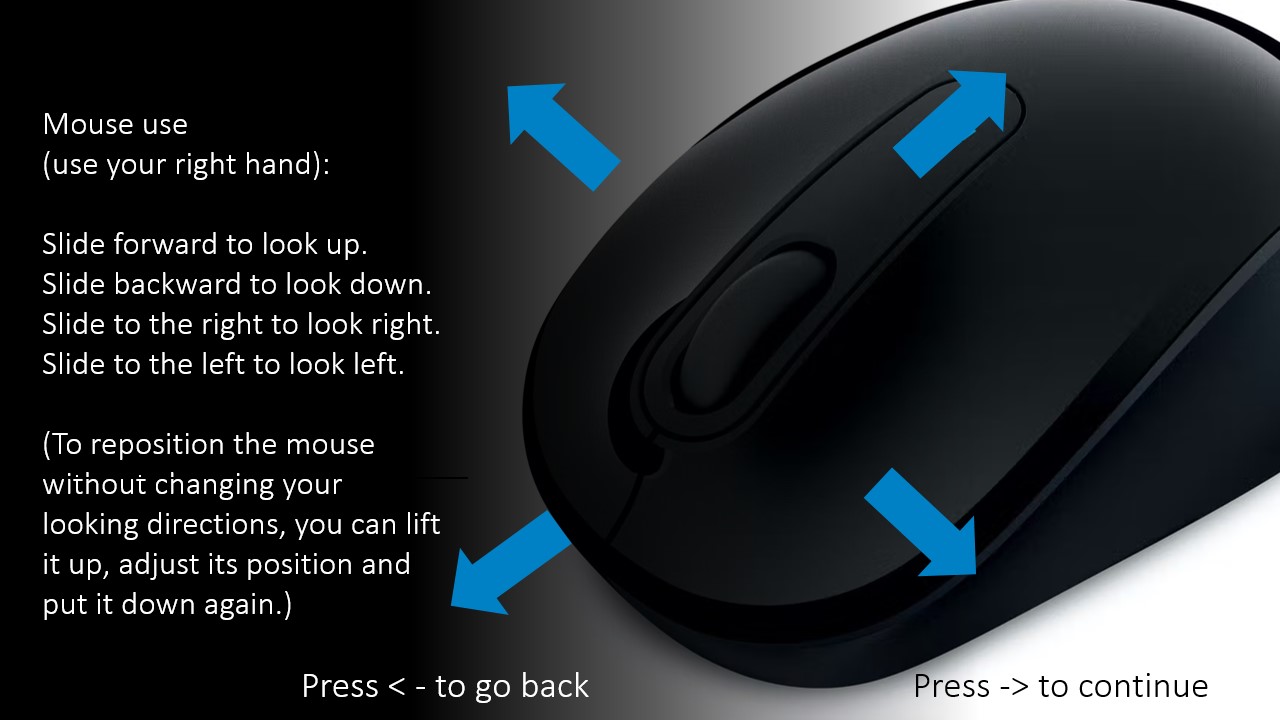 Mouse use
(use your right hand):
Slide forward to look up.
Slide backward to look down.
Slide to the right to look right.
Slide to the left to look left.
(To reposition the mouse
without changing your
looking directions, you can lift
it up, adjust its position and
put it down again.)
Press < - to go back
Press -> to continue